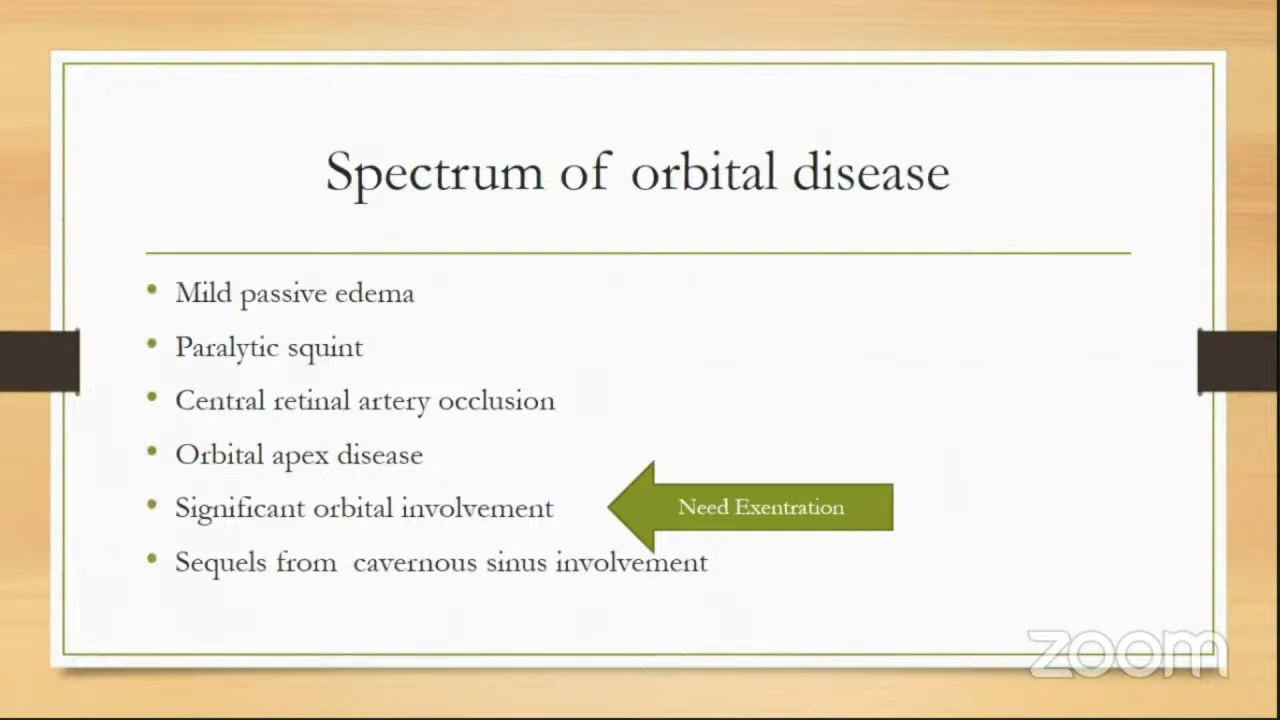 Spectrum of orbital disease
• Mild passive edema
• Paralytic squint
• Central retinal artery occlusion
• Orbital apex disease
• Significant orbital involvement
Need Exentration
• Sequels from cavernous sinus involvement
zoom